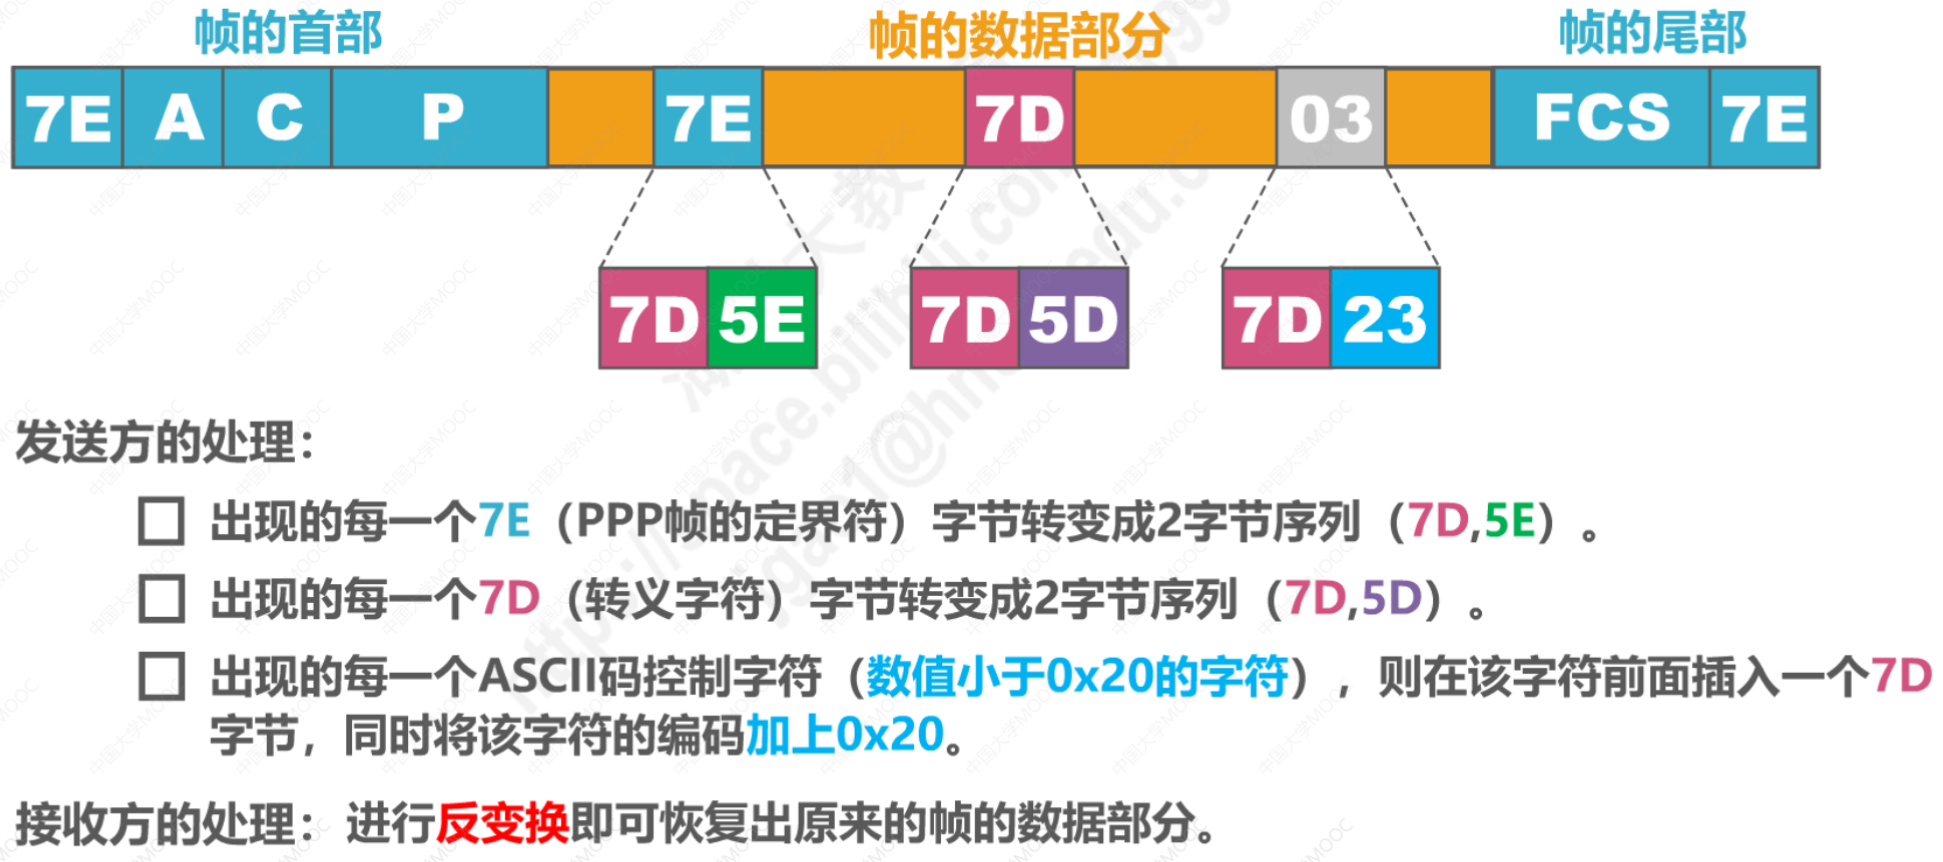 帧的首部 帧的数据部分 帧的尾部
7E A C P 7E 7D 03 FCS 7E
7D 5E 7D 5D 7D 23
发送方的处理：
□ 出现的每一个7E（PPP帧的定界符）字节转变成2字节序列（7D,5E）。
□ 出现的每一个7D（转义字符）字节转变成2字节序列（7D,5D）。
□ 出现的每一个ASCII码控制字符（数值小于0x20的字符），则在该字符前面插入一个7D
字节，同时将该字符的编码加上0x20。
接收方的处理：进行反变换即可恢复出原来的帧的数据部分。
中国大学MOOC